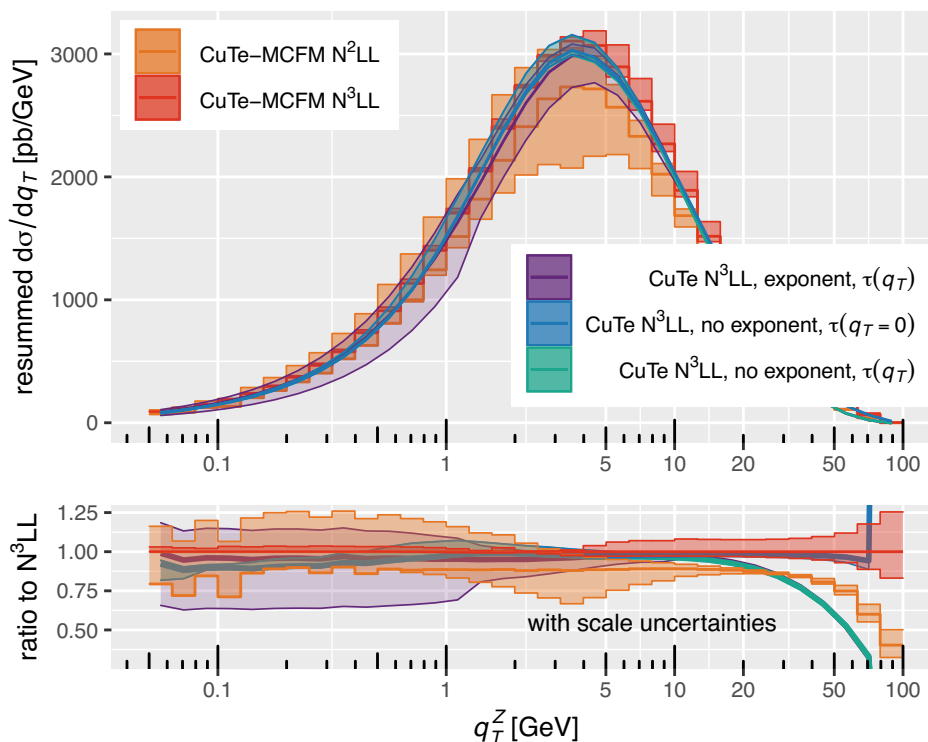 3000
2000
1000
0
resummed dσ/dq_T [pb/GeV]
CuTe−MCFM N²LL
CuTe−MCFM N³LL
CuTe N³LL, exponent, τ(q_T)
CuTe N³LL, no exponent, τ(q_T = 0)
CuTe N³LL, no exponent, τ(q_T)
0.1 1 5 10 20 50 100
1.25
1.00
0.75
0.50
ratio to N³LL
with scale uncertainties
0.1 1 5 10 20 50 100
q_T^Z [GeV]